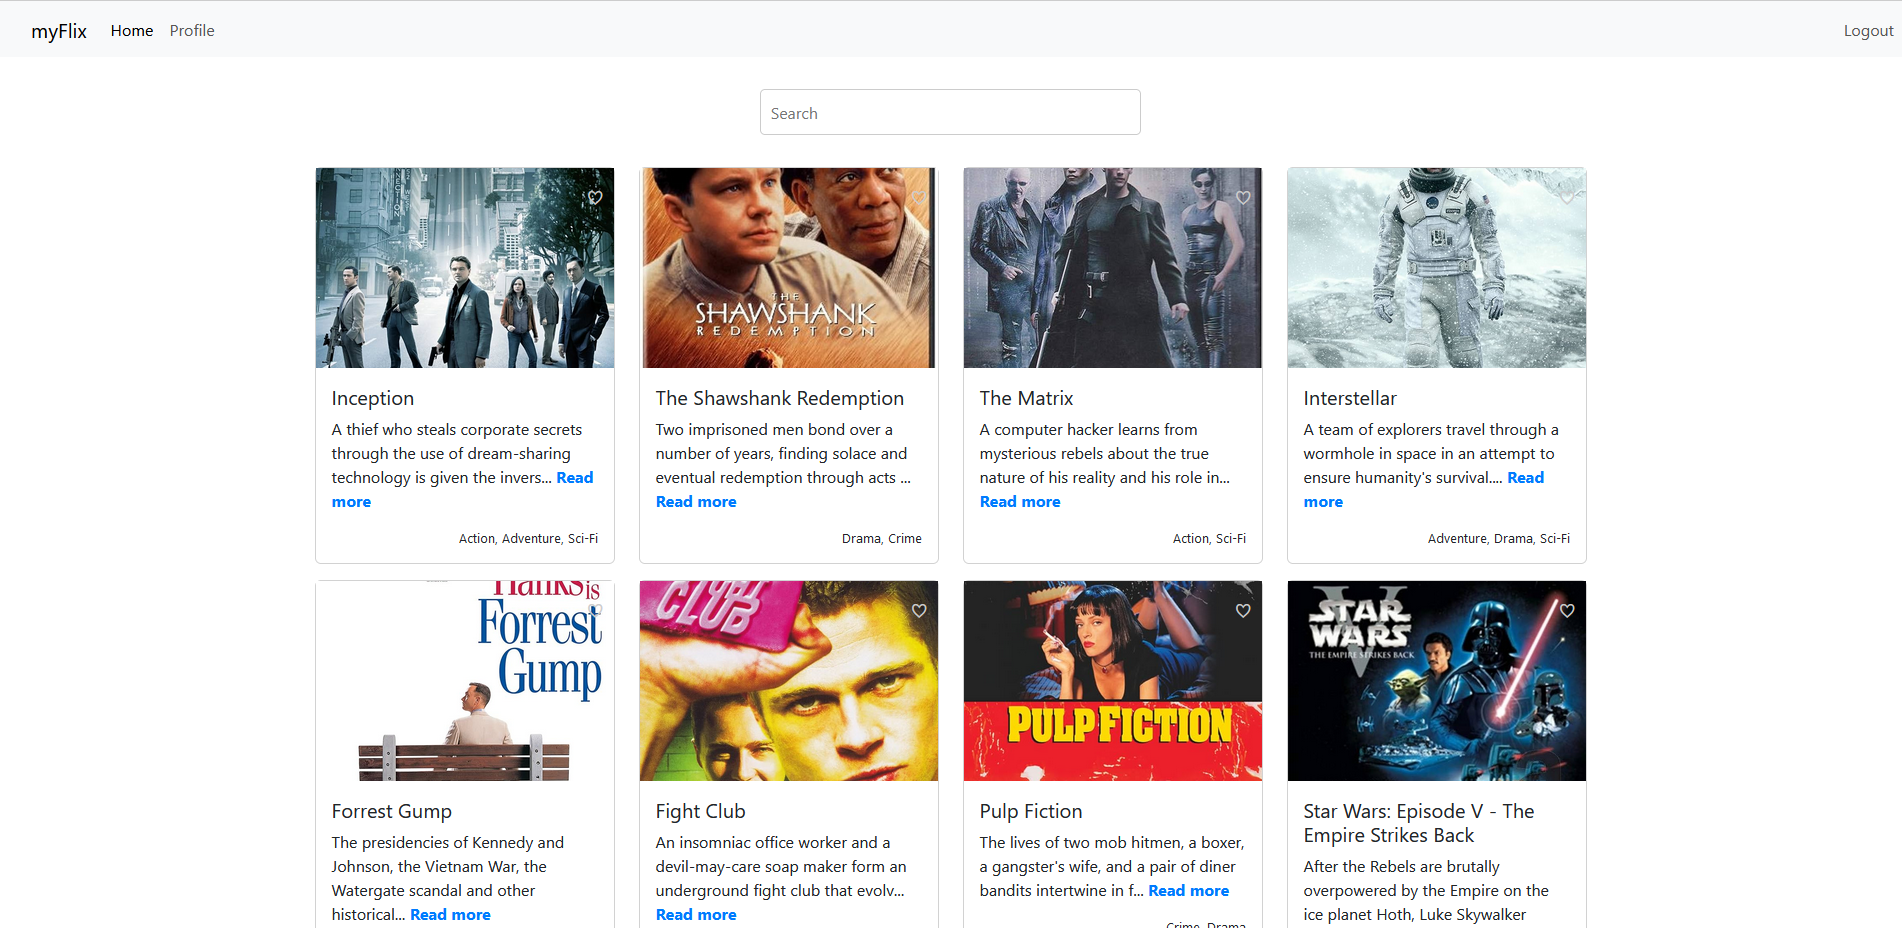 myFlix Home Profile Logout
Search
THE
SHAWSHANK
REDEMPTION
Inception
A thief who steals corporate secrets
through the use of dream-sharing
technology is given the invers... Read
more
Action, Adventure, Sci-Fi
The Shawshank Redemption
Two imprisoned men bond over a
number of years, finding solace and
eventual redemption through acts ...
Read more
Drama, Crime
The Matrix
A computer hacker learns from
mysterious rebels about the true
nature of his reality and his role in...
Read more
Action, Sci-Fi
Interstellar
A team of explorers travel through a
wormhole in space in an attempt to
ensure humanity's survival.... Read
more
Adventure, Drama, Sci-Fi
Hanks is
Forrest
Gump
CLUB
PULP FICTION
STAR
WARS
V
THE EMPIRE STRIKES BACK
Forrest Gump
The presidencies of Kennedy and
Johnson, the Vietnam War, the
Watergate scandal and other
historical... Read more
Fight Club
An insomniac office worker and a
devil-may-care soap maker form an
underground fight club that evolv...
Read more
Pulp Fiction
The lives of two mob hitmen, a boxer,
a gangster's wife, and a pair of diner
bandits intertwine in f... Read more
Crime, Drama
Star Wars: Episode V - The
Empire Strikes Back
After the Rebels are brutally
overpowered by the Empire on the
ice planet Hoth, Luke Skywalker